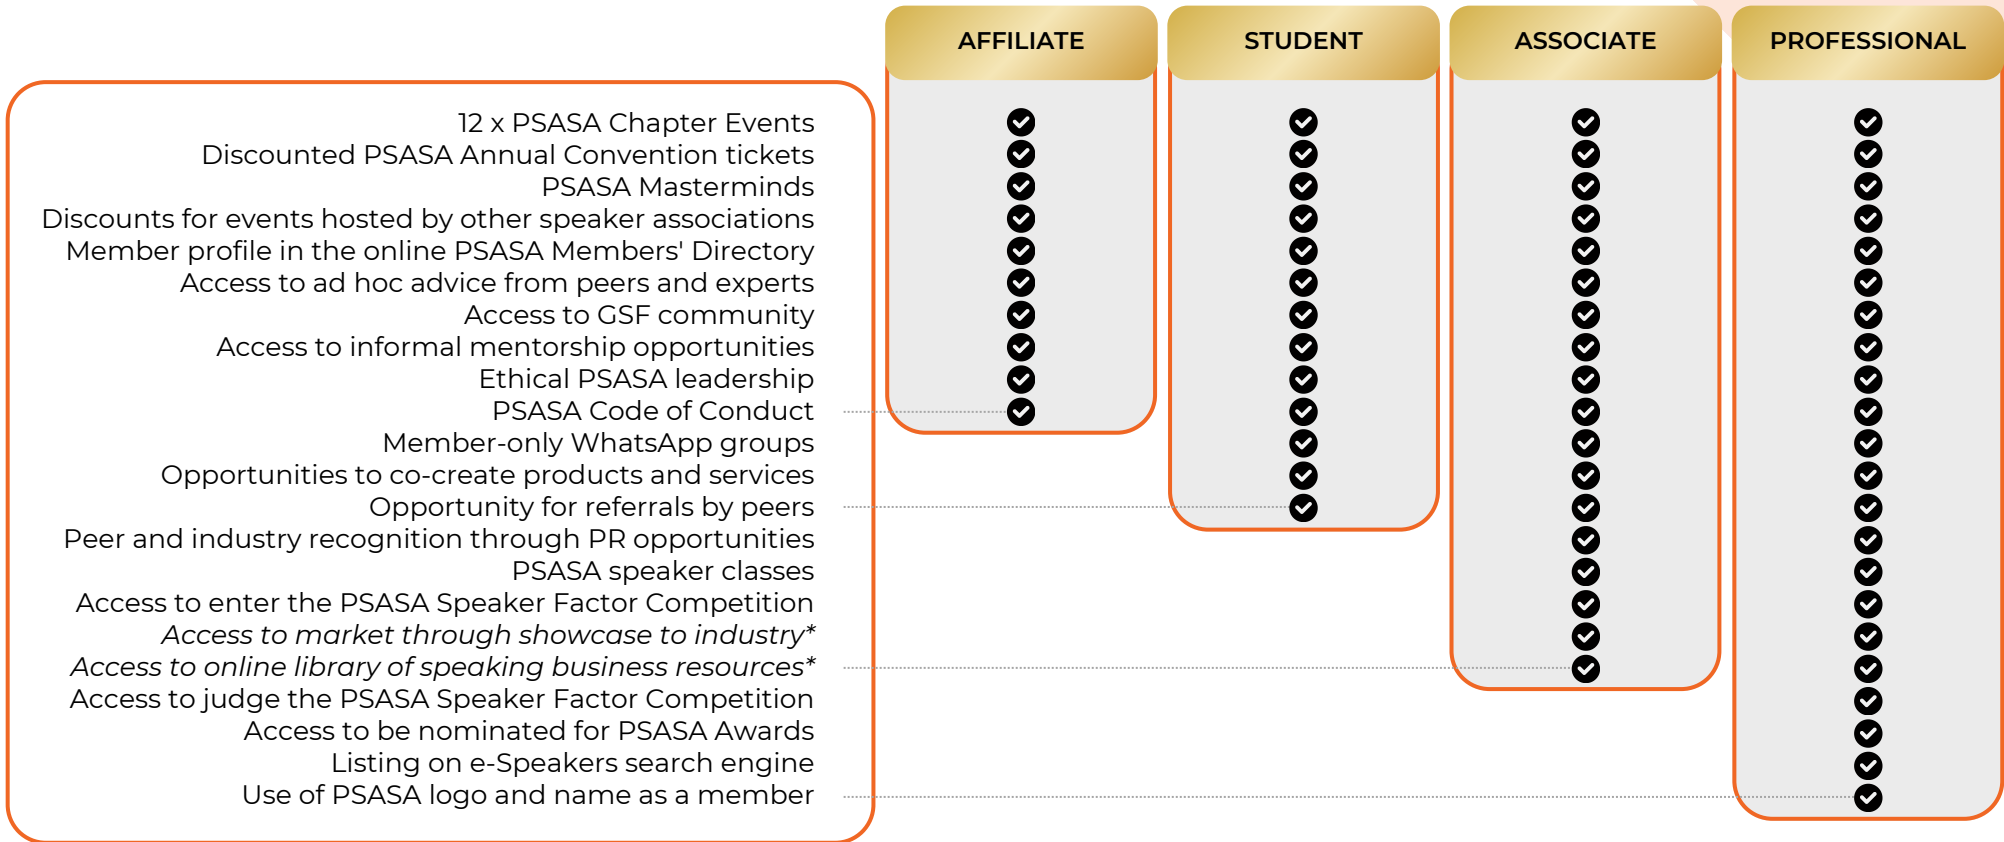 AFFILIATE
STUDENT
ASSOCIATE
PROFESSIONAL
12 x PSASA Chapter Events
Discounted PSASA Annual Convention tickets
PSASA Masterminds
Discounts for events hosted by other speaker associations
Member profile in the online PSASA Members' Directory
Access to ad hoc advice from peers and experts
Access to GSF community
Access to informal mentorship opportunities
Ethical PSASA leadership
PSASA Code of Conduct
Member-only WhatsApp groups
Opportunities to co-create products and services
Opportunity for referrals by peers
Peer and industry recognition through PR opportunities
PSASA speaker classes
Access to enter the PSASA Speaker Factor Competition
Access to market through showcase to industry*
Access to online library of speaking business resources*
Access to judge the PSASA Speaker Factor Competition
Access to be nominated for PSASA Awards
Listing on e-Speakers search engine
Use of PSASA logo and name as a member